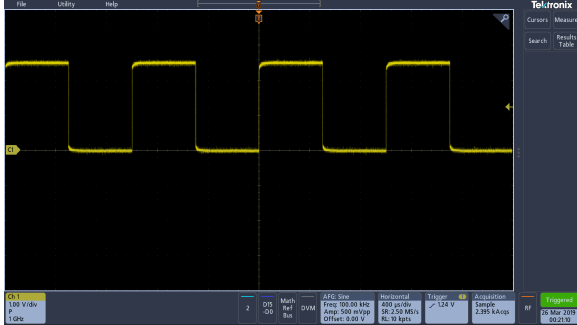 File Utility Help
Tektronix
Cursors Measure
Search Results
Table
C1
Ch 1
1.00 V/div
P
1 GHz
2
D15
-D0
Math
Ref
Bus
DVM
AFG: Sine
Freq: 100.00 kHz
Amp: 500 mVpp
Offset: 0.00 V
Horizontal
400 µs/div
SR: 2.50 MS/s
RL: 10 kpts
Trigger 1
1.24 V
Acquisition
Sample
2.395 kAcqs
RF
Triggered
26 Mar 2019
00:21:10